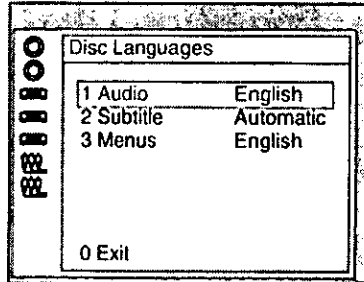 Disc Languages
1 Audio English
2 Subtitle Automatic
3 Menus English
0 Exit